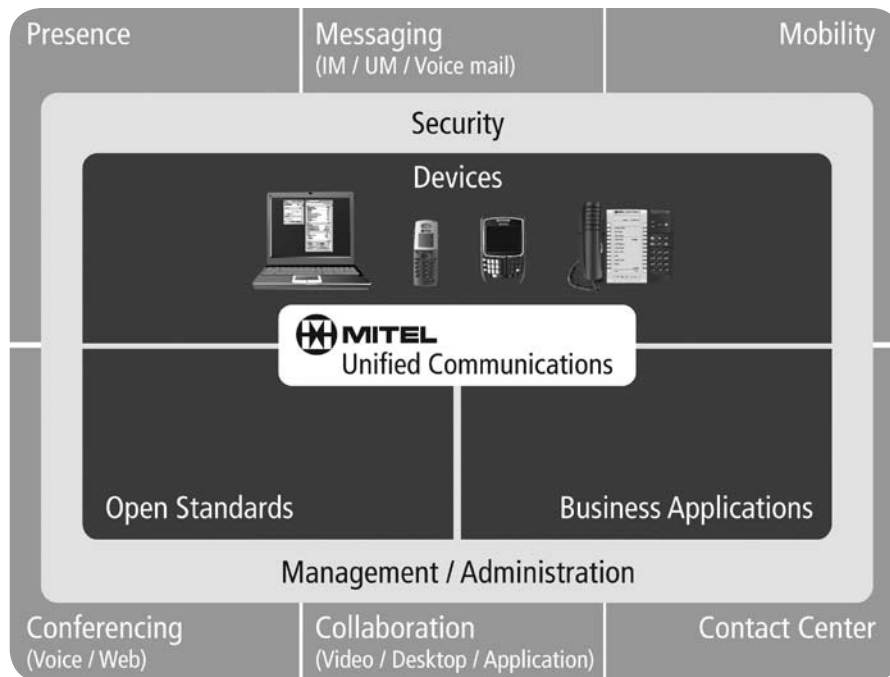 Presence
Messaging
(IM / UM / Voice mail)
Mobility
Security
Devices
MITEL
Unified Communications
Open Standards
Business Applications
Management / Administration
Conferencing
(Voice / Web)
Collaboration
(Video / Desktop / Application)
Contact Center